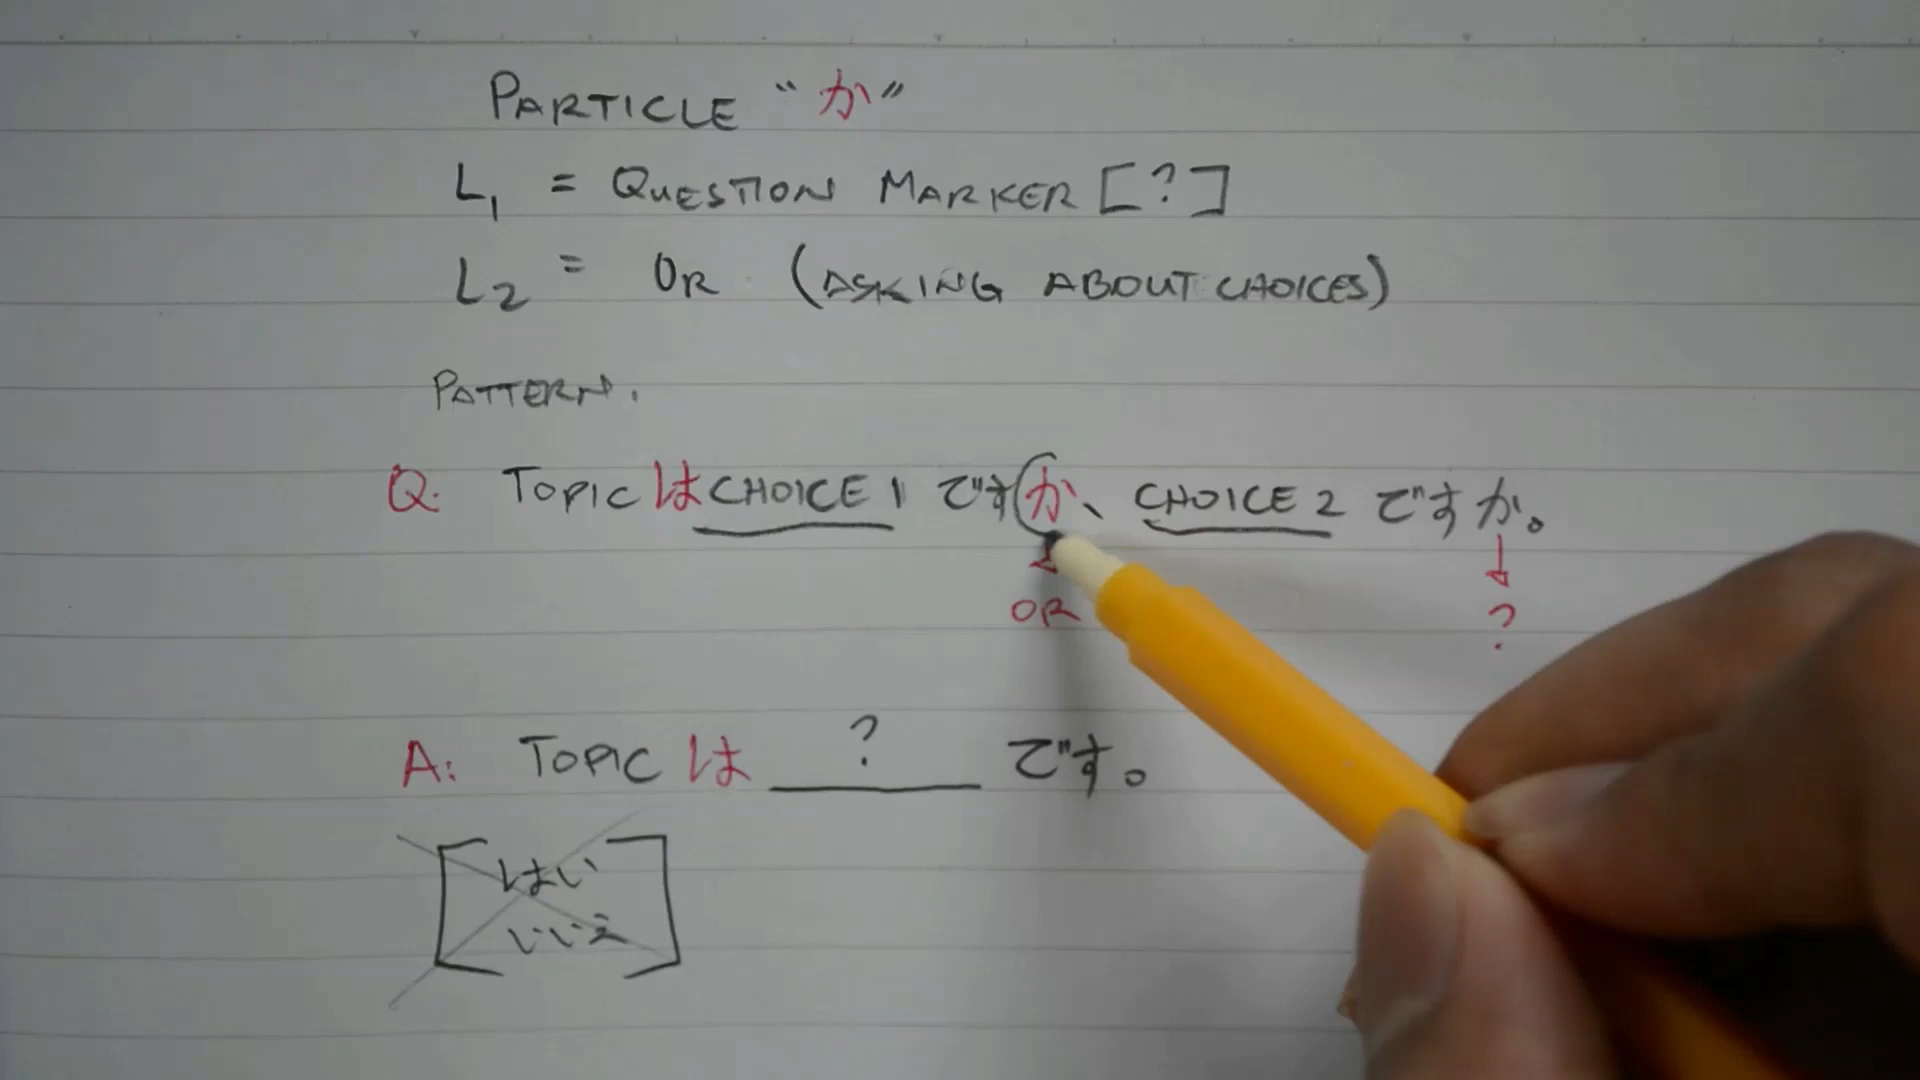 PARTICLE "か"
L1 = QUESTION MARKER [?]
L2 = OR (ASKING ABOUT CHOICES)
PATTERN.
Q: TOPIC は CHOICE 1 ですか、CHOICE 2 ですか。
OR ?
A: TOPIC は ? です。
はい
いいえ